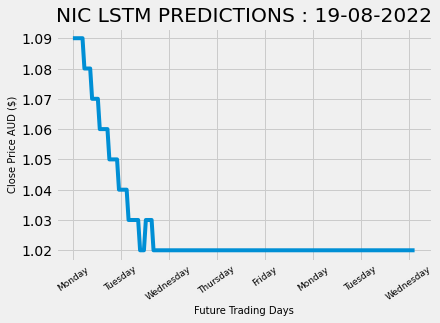 NIC LSTM PREDICTIONS : 19-08-2022
Close Price AUD ($)
1.09
1.08
1.07
1.06
1.05
1.04
1.03
1.02
Monday
Tuesday
Wednesday
Thursday
Friday
Monday
Tuesday
Wednesday
Future Trading Days